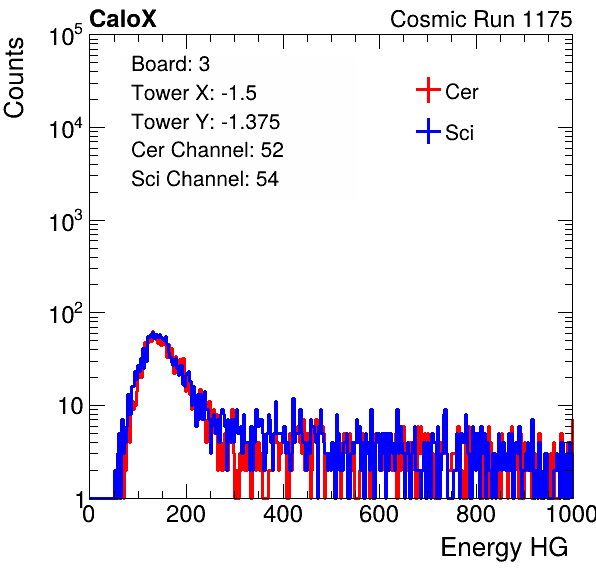 CaloX Cosmic Run 1175
Counts
10^5
10^4
10^3
10^2
10
1
Board: 3
Tower X: -1.5
Tower Y: -1.375
Cer Channel: 52
Sci Channel: 54
Cer
Sci
0 200 400 600 800 1000
Energy HG